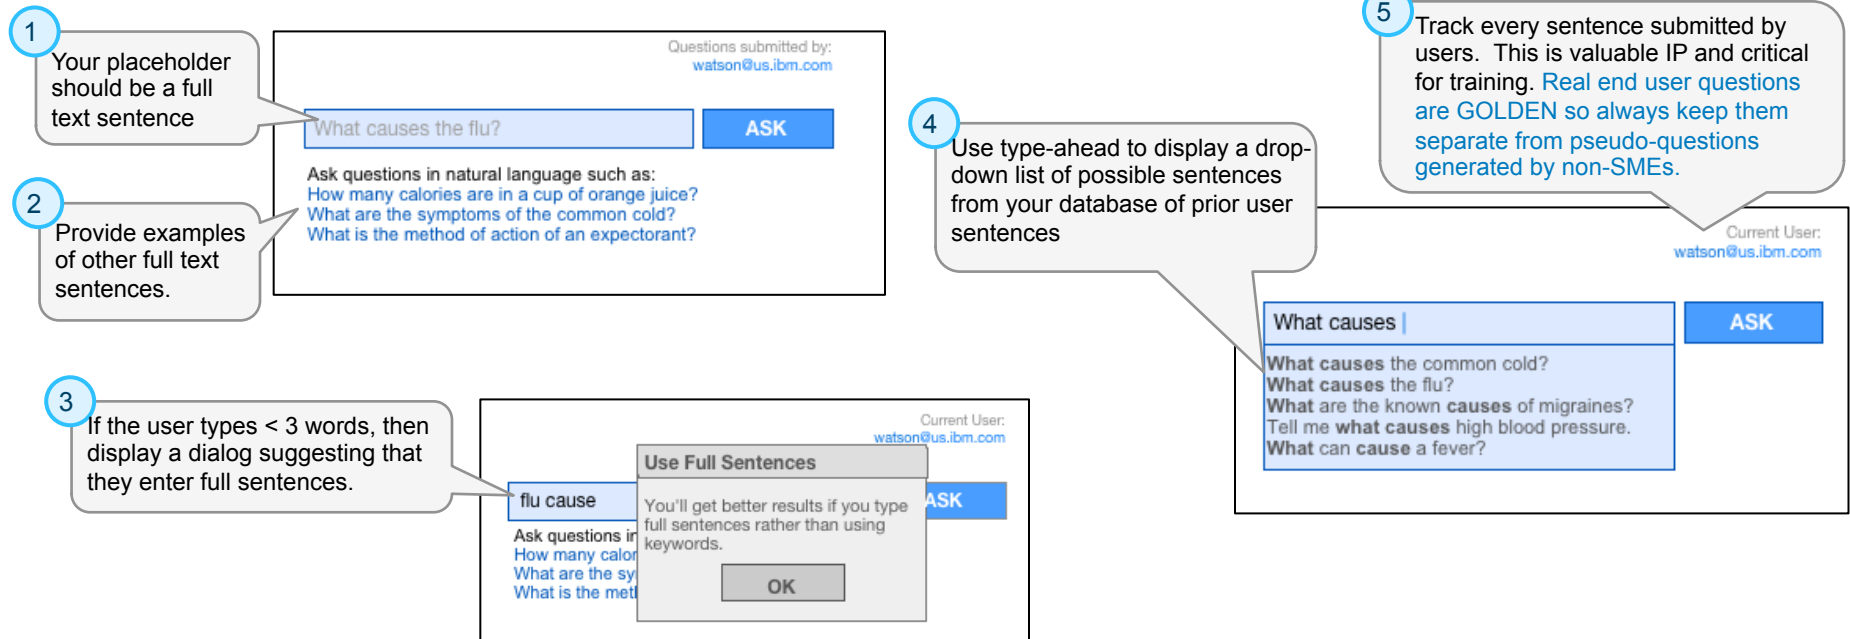 1
Your placeholder
should be a full
text sentence
Questions submitted by:
watson@us.ibm.com
What causes the flu?
ASK
Ask questions in natural language such as:
How many calories are in a cup of orange juice?
What are the symptoms of the common cold?
What is the method of action of an expectorant?
2
Provide examples
of other full text
sentences.
3
If the user types < 3 words, then
display a dialog suggesting that
they enter full sentences.
Current User:
watson@us.ibm.com
flu cause
ASK
Ask questions in
How many calor
What are the sy
What is the meth
Use Full Sentences
You'll get better results if you type
full sentences rather than using
keywords.
OK
4
Use type-ahead to display a drop-
down list of possible sentences
from your database of prior user
sentences
5
Track every sentence submitted by
users. This is valuable IP and critical
for training. Real end user questions
are GOLDEN so always keep them
separate from pseudo-questions
generated by non-SMEs.
Current User:
watson@us.ibm.com
What causes
ASK
What causes the common cold?
What causes the flu?
What are the known causes of migraines?
Tell me what causes high blood pressure.
What can cause a fever?